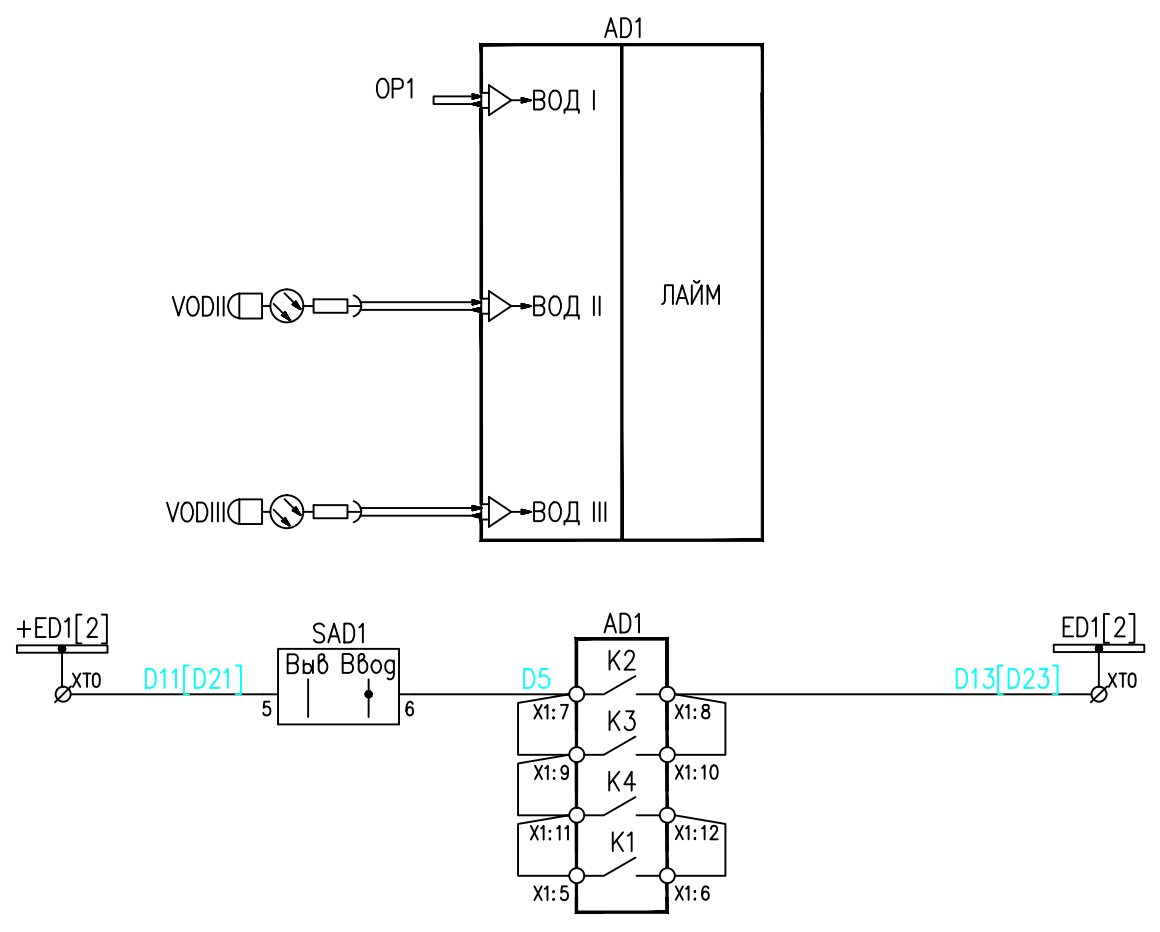 AD1
OP1
ВОД I
VODII
ВОД II
ЛАЙМ
VODIII
ВОД III
+ED1[2]
SAD1
AD1
ED1[2]
Выв Ввод
K2
XT0
D11[D21]
D5
D13[D23]
XT0
5
6
X1:7
X1:8
K3
X1:9
X1:10
K4
X1:11
X1:12
K1
X1:5
X1:6